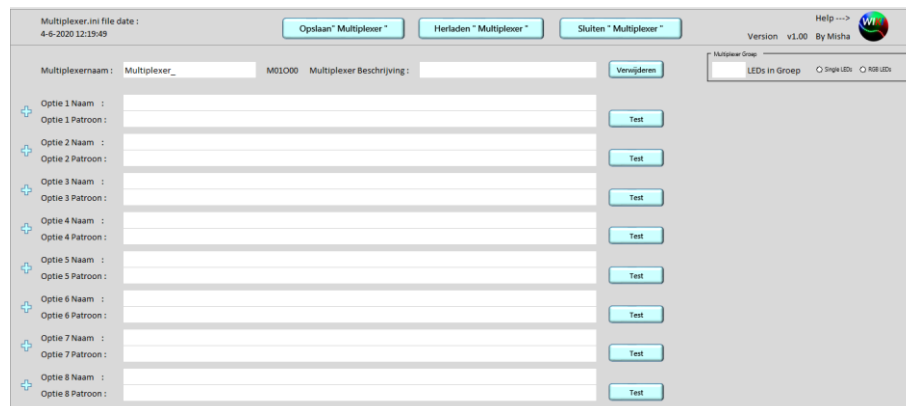 Multiplexer.ini file date :
4-6-2020 12:19:49
Opslaan" Multiplexer "
Herladen " Multiplexer "
Sluiten " Multiplexer "
Help --->
Version v1.00 By Misha
WIKI
Multiplexernaam : Multiplexer_ M01O00 Multiplexer Beschrijving : Verwijderen
Multiplexer Groep
LEDs in Groep Single LEDs RGB LEDs
Optie 1 Naam :
Optie 1 Patroon : Test
Optie 2 Naam :
Optie 2 Patroon : Test
Optie 3 Naam :
Optie 3 Patroon : Test
Optie 4 Naam :
Optie 4 Patroon : Test
Optie 5 Naam :
Optie 5 Patroon : Test
Optie 6 Naam :
Optie 6 Patroon : Test
Optie 7 Naam :
Optie 7 Patroon : Test
Optie 8 Naam :
Optie 8 Patroon : Test